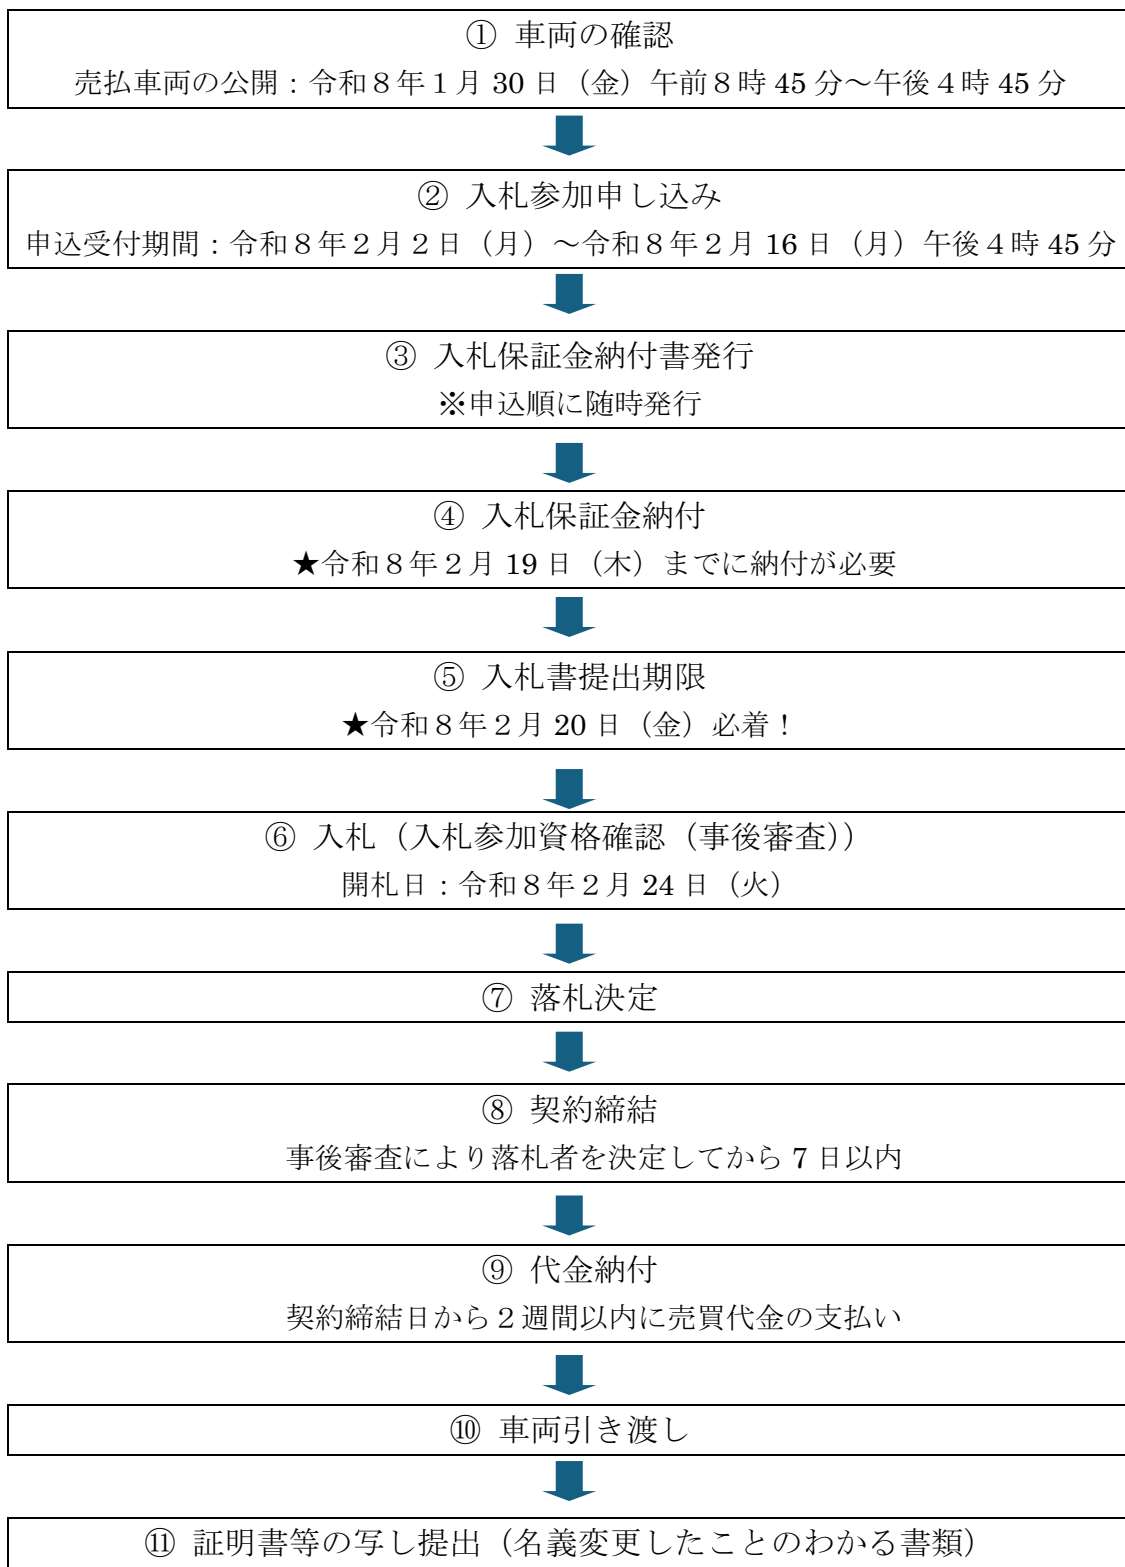 ① 車両の確認
売払車両の公開：令和８年１月 30 日（金）午前８時 45 分～午後４時 45 分
② 入札参加申し込み
申込受付期間：令和８年２月２日（月）～令和８年２月 16 日（月）午後４時 45 分
③ 入札保証金納付書発行
※申込順に随時発行
④ 入札保証金納付
★令和８年２月 19 日（木）までに納付が必要
⑤ 入札書提出期限
★令和８年２月 20 日（金）必着！
⑥ 入札（入札参加資格確認（事後審査））
開札日：令和８年２月 24 日（火）
⑦ 落札決定
⑧ 契約締結
事後審査により落札者を決定してから 7 日以内
⑨ 代金納付
契約締結日から２週間以内に売買代金の支払い
⑩ 車両引き渡し
⑪ 証明書等の写し提出（名義変更したことのわかる書類）